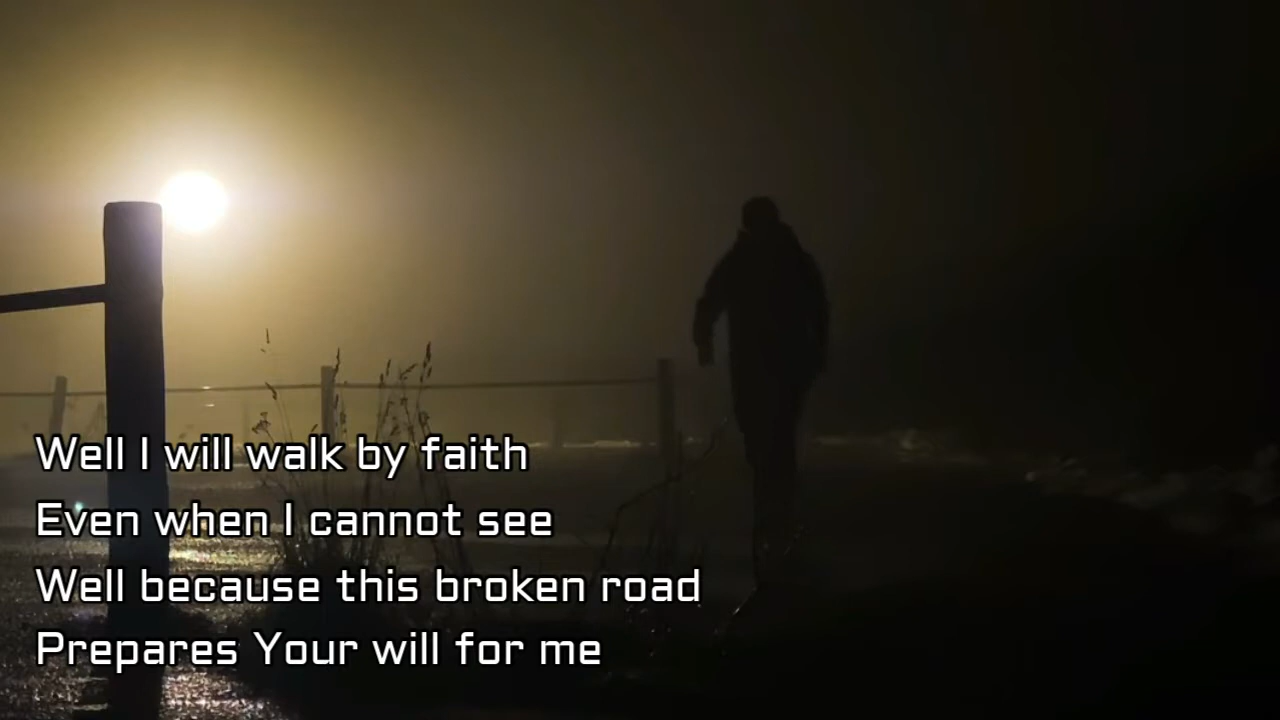 Well I will walk by faith
Even when I cannot see
Well because this broken road
Prepares Your will for me